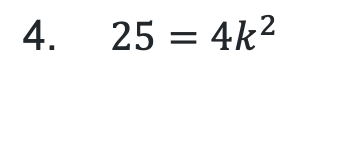 4. 25 = 4k²